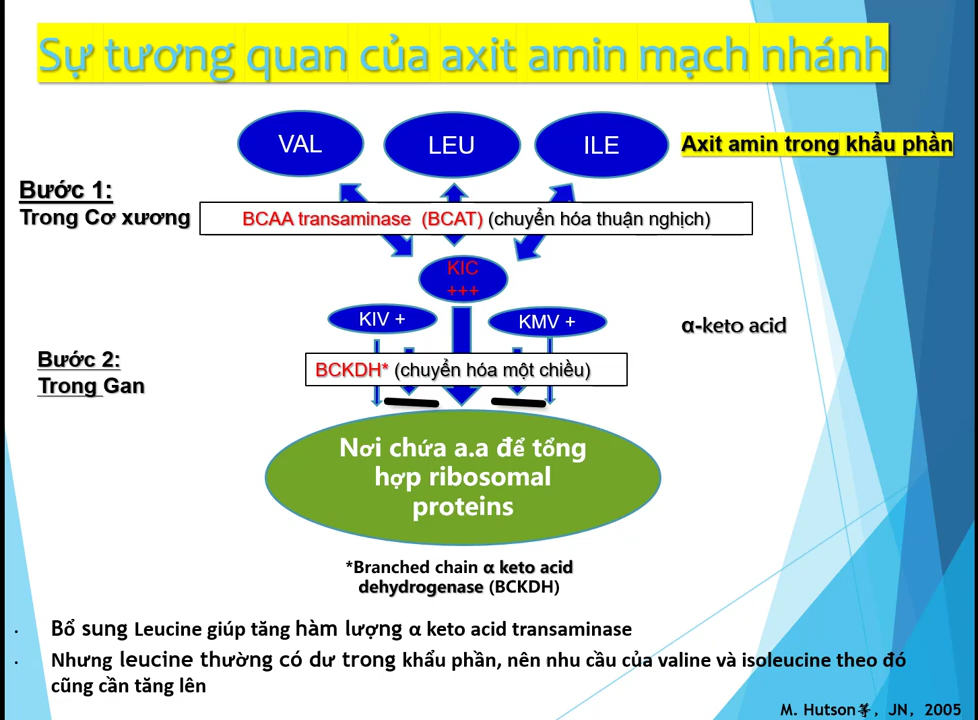 Sự tương quan của axit amin mạch nhánh
VAL
LEU
ILE
Axit amin trong khẩu phần
Bước 1:
Trong Cơ xương
BCAA transaminase (BCAT) (chuyển hóa thuận nghịch)
KIC
+++
KIV +
KMV +
α-keto acid
Bước 2:
Trong Gan
BCKDH* (chuyển hóa một chiều)
Nơi chứa a.a để tổng
hợp ribosomal
proteins
*Branched chain α keto acid
dehydrogenase (BCKDH)
· Bổ sung Leucine giúp tăng hàm lượng α keto acid transaminase
· Nhưng leucine thường có dư trong khẩu phần, nên nhu cầu của valine và isoleucine theo đó
cũng cần tăng lên
M. Hutson等, JN, 2005